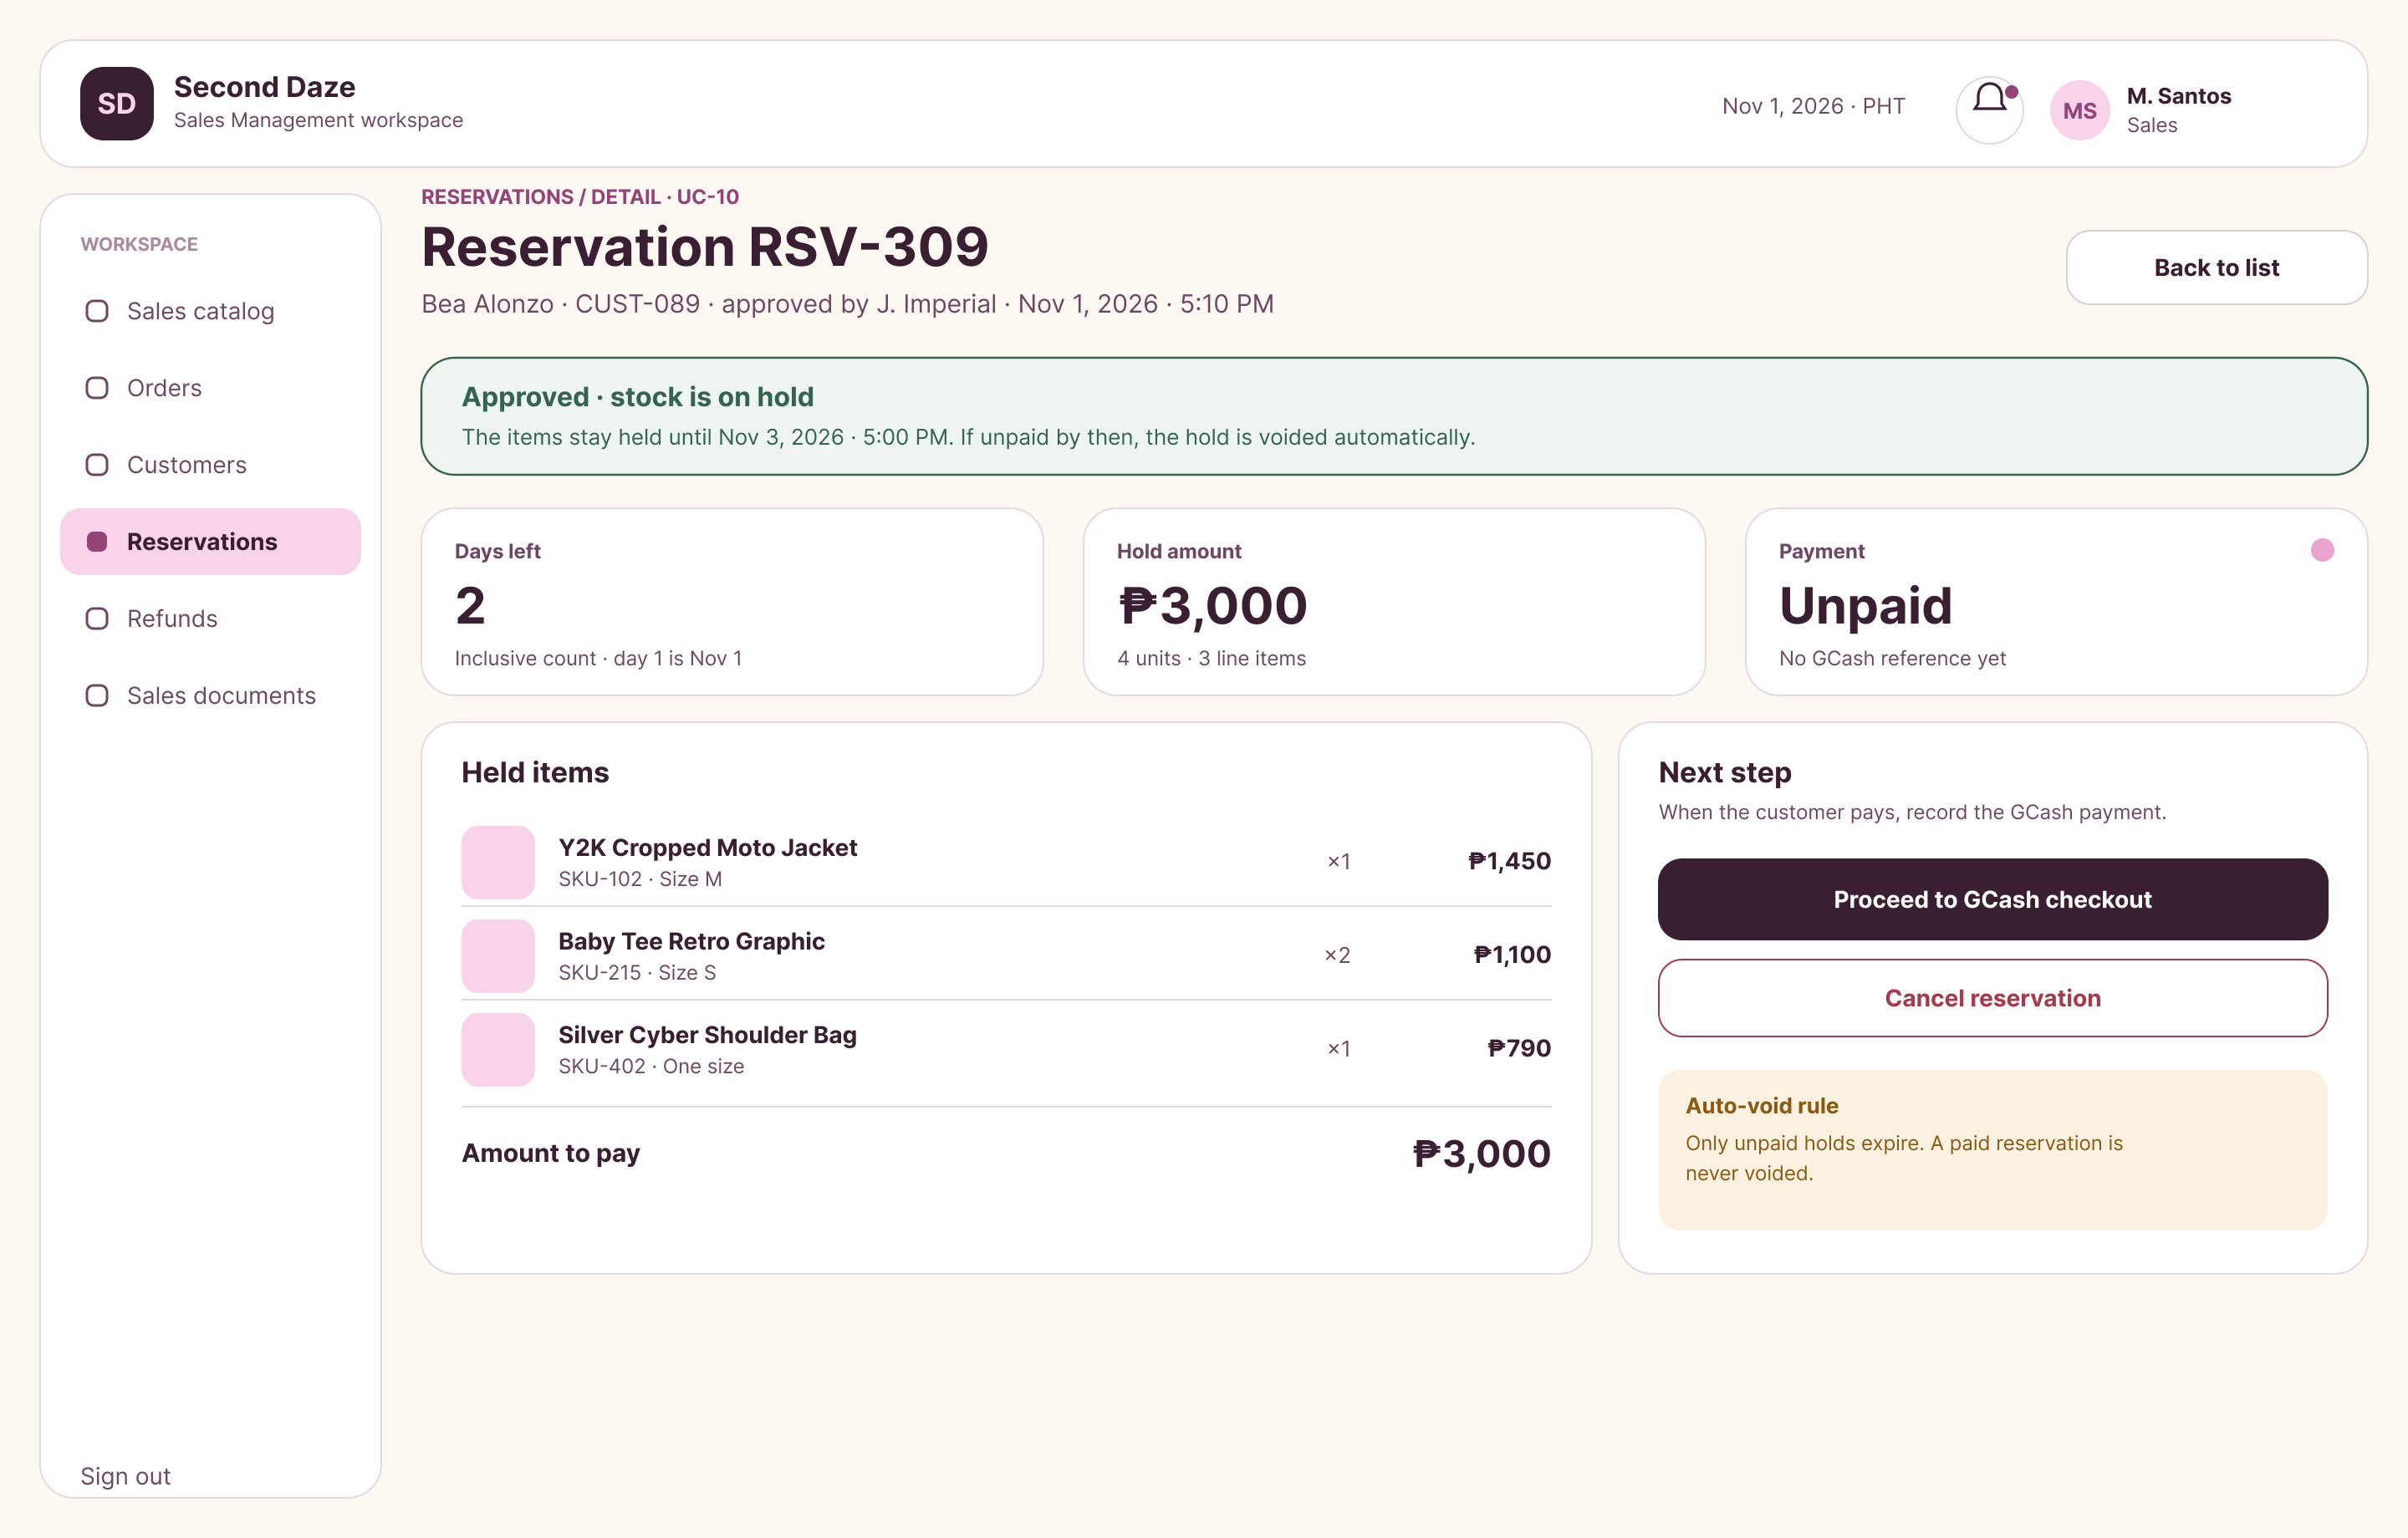 SD
Second Daze
Sales Management workspace
Nov 1, 2026 · PHT
MS
M. Santos
Sales
WORKSPACE
Sales catalog
Orders
Customers
Reservations
Refunds
Sales documents
Sign out
RESERVATIONS / DETAIL · UC-10
Reservation RSV-309
Bea Alonzo · CUST-089 · approved by J. Imperial · Nov 1, 2026 · 5:10 PM
Back to list
Approved · stock is on hold
The items stay held until Nov 3, 2026 · 5:00 PM. If unpaid by then, the hold is voided automatically.
Days left
2
Inclusive count · day 1 is Nov 1
Hold amount
₱3,000
4 units · 3 line items
Payment
Unpaid
No GCash reference yet
Held items
Y2K Cropped Moto Jacket
SKU-102 · Size M
×1
₱1,450
Baby Tee Retro Graphic
SKU-215 · Size S
×2
₱1,100
Silver Cyber Shoulder Bag
SKU-402 · One size
×1
₱790
Amount to pay
₱3,000
Next step
When the customer pays, record the GCash payment.
Proceed to GCash checkout
Cancel reservation
Auto-void rule
Only unpaid holds expire. A paid reservation is
never voided.